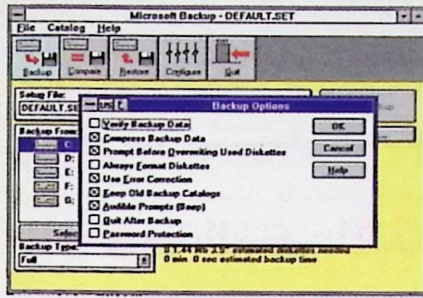 Microsoft Backup - DEFAULT.SET
File Catalog Help
Backup Compare Restore Configure Quit
Setup File:
DEFAULT.SE
Backup Options
Verify Backup Data
Compress Backup Data
Prompt Before Overwriting Used Diskettes
Always Format Diskettes
Use Error Correction
Keep Old Backup Catalogs
Audible Prompts (Beep)
Quit After Backup
Password Protection
OK
Cancel
Help
Backup From:
C:
D:
E:
F:
G:
Selec
Backup Type:
Full
0 1.44 MB 3.5" estimated diskettes needed
0 min 0 sec estimated backup time